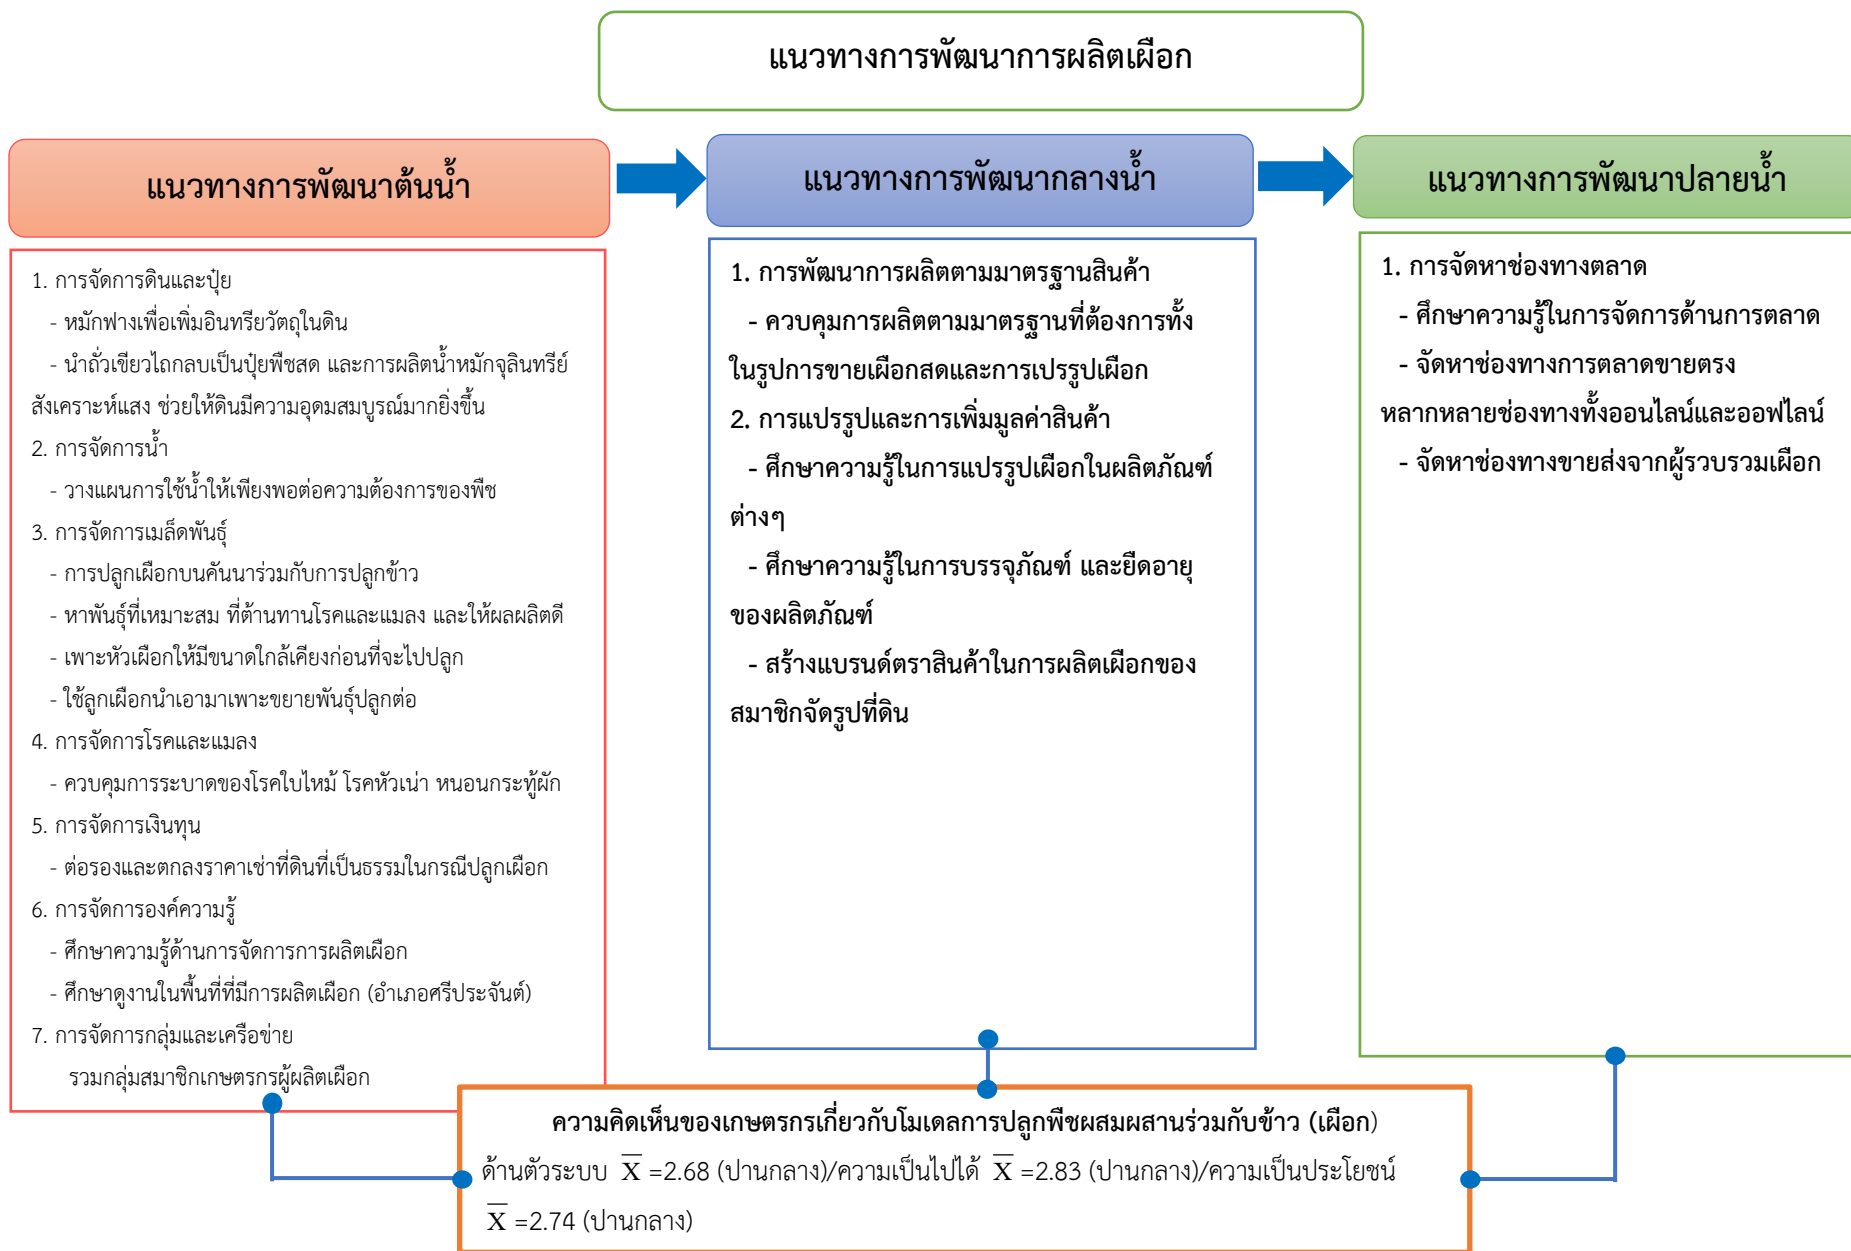 แนวทางการพัฒนาการผลิตเผือก
แนวทางการพัฒนาต้นน้ำ
1. การจัดการดินและปุ๋ย
- หมักฟางเพื่อเพิ่มอินทรียวัตถุในดิน
- นำถั่วเขียวไถกลบเป็นปุ๋ยพืชสด และการผลิตน้ำหมักจุลินทรีย์
สังเคราะห์แสง ช่วยให้ดินมีความอุดมสมบูรณ์มากยิ่งขึ้น
2. การจัดการน้ำ
- วางแผนการใช้น้ำให้เพียงพอต่อความต้องการของพืช
3. การจัดการเมล็ดพันธุ์
- การปลูกเผือกบนคันนาร่วมกับการปลูกข้าว
- หาพันธุ์ที่เหมาะสม ที่ต้านทานโรคและแมลง และให้ผลผลิตดี
- เพาะหัวเผือกให้มีขนาดใกล้เคียงก่อนที่จะไปปลูก
- ใช้ลูกเผือกนำเอามาเพาะขยายพันธุ์ปลูกต่อ
4. การจัดการโรคและแมลง
- ควบคุมการระบาดของโรคใบไหม้ โรคหัวเน่า หนอนกระทู้ผัก
5. การจัดการเงินทุน
- ต่อรองและตกลงราคาเช่าที่ดินที่เป็นธรรมในกรณีปลูกเผือก
6. การจัดการองค์ความรู้
- ศึกษาความรู้ด้านการจัดการการผลิตเผือก
- ศึกษาดูงานในพื้นที่ที่มีการผลิตเผือก (อำเภอศรีประจันต์)
7. การจัดการกลุ่มและเครือข่าย
รวมกลุ่มสมาชิกเกษตรกรผู้ผลิตเผือก
แนวทางการพัฒนากลางน้ำ
1. การพัฒนาการผลิตตามมาตรฐานสินค้า
- ควบคุมการผลิตตามมาตรฐานที่ต้องการทั้ง
ในรูปการขายเผือกสดและการเปรรูปเผือก
2. การแปรรูปและการเพิ่มมูลค่าสินค้า
- ศึกษาความรู้ในการแปรรูปเผือกในผลิตภัณฑ์
ต่างๆ
- ศึกษาความรู้ในการบรรจุภัณฑ์ และยืดอายุ
ของผลิตภัณฑ์
- สร้างแบรนด์ตราสินค้าในการผลิตเผือกของ
สมาชิกจัดรูปที่ดิน
แนวทางการพัฒนาปลายน้ำ
1. การจัดหาช่องทางตลาด
- ศึกษาความรู้ในการจัดการด้านการตลาด
- จัดหาช่องทางการตลาดขายตรง
หลากหลายช่องทางทั้งออนไลน์และออฟไลน์
- จัดหาช่องทางขายส่งจากผู้รวบรวมเผือก
ความคิดเห็นของเกษตรกรเกี่ยวกับโมเดลการปลูกพืชผสมผสานร่วมกับข้าว (เผือก)
ด้านตัวระบบ X̅ =2.68 (ปานกลาง)/ความเป็นไปได้ X̅ =2.83 (ปานกลาง)/ความเป็นประโยชน์
X̅ =2.74 (ปานกลาง)